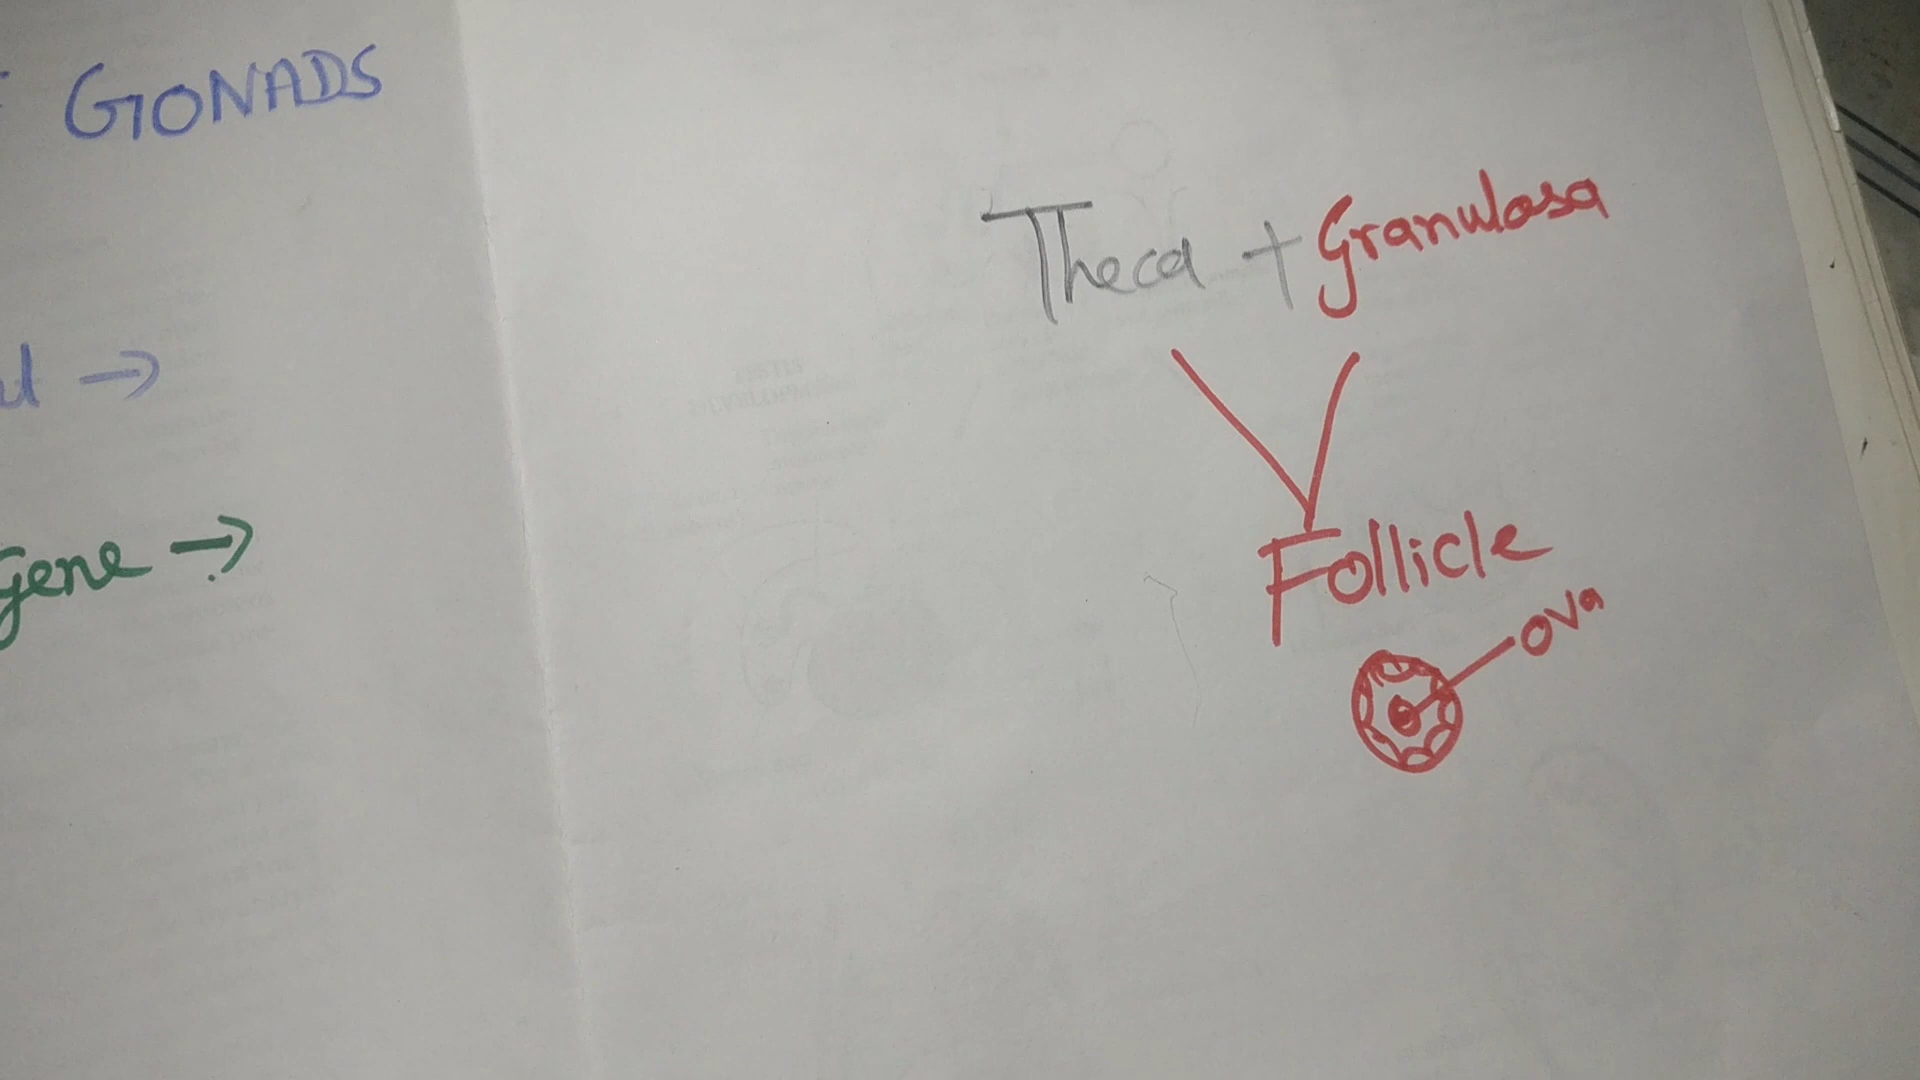 GONADS
Theca + Granulosa
→
Gene →
Follicle
ova